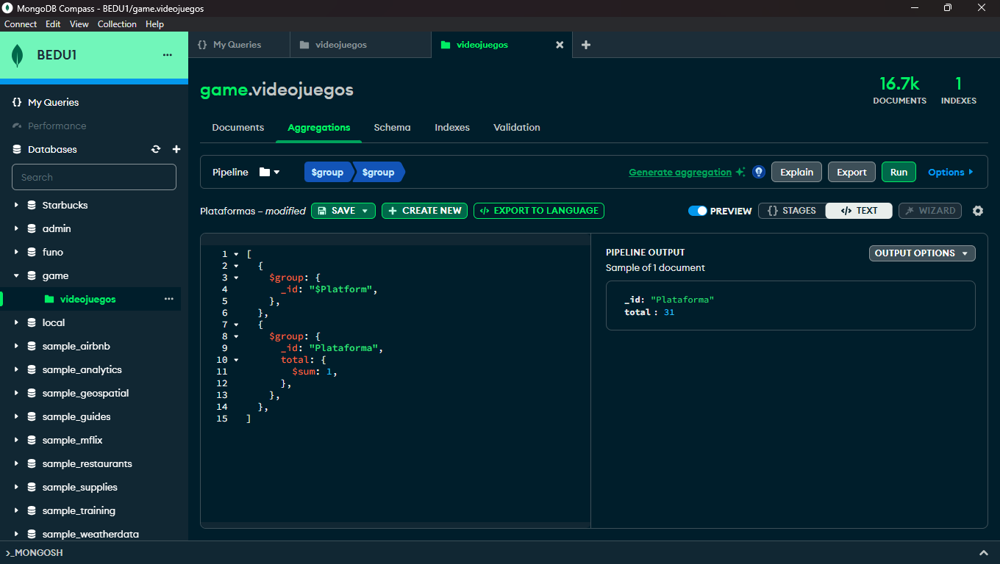 MongoDB Compass - BEDU1/game.videojuegos
Connect Edit View Collection Help
BEDU1 ...
{} My Queries
videojuegos
videojuegos
{} My Queries
Performance
Databases
Search
Starbucks
admin
funo
game
videojuegos ...
local
sample_airbnb
sample_analytics
sample_geospatial
sample_guides
sample_mflix
sample_restaurants
sample_supplies
sample_training
sample_weatherdata
game.videojuegos
16.7k
DOCUMENTS
1
INDEXES
Documents Aggregations Schema Indexes Validation
Pipeline $group $group Generate aggregation Explain Export Run Options
Plataformas – modified SAVE + CREATE NEW </> EXPORT TO LANGUAGE PREVIEW {} STAGES </> TEXT WIZARD
1 [
2 {
3 $group: {
4 _id: "$Platform",
5 },
6 },
7 {
8 $group: {
9 _id: "Plataforma",
10 total: {
11 $sum: 1,
12 },
13 },
14 },
15 ]
PIPELINE OUTPUT
Sample of 1 document
OUTPUT OPTIONS
_id: "Plataforma"
total : 31
>_MONGOSH